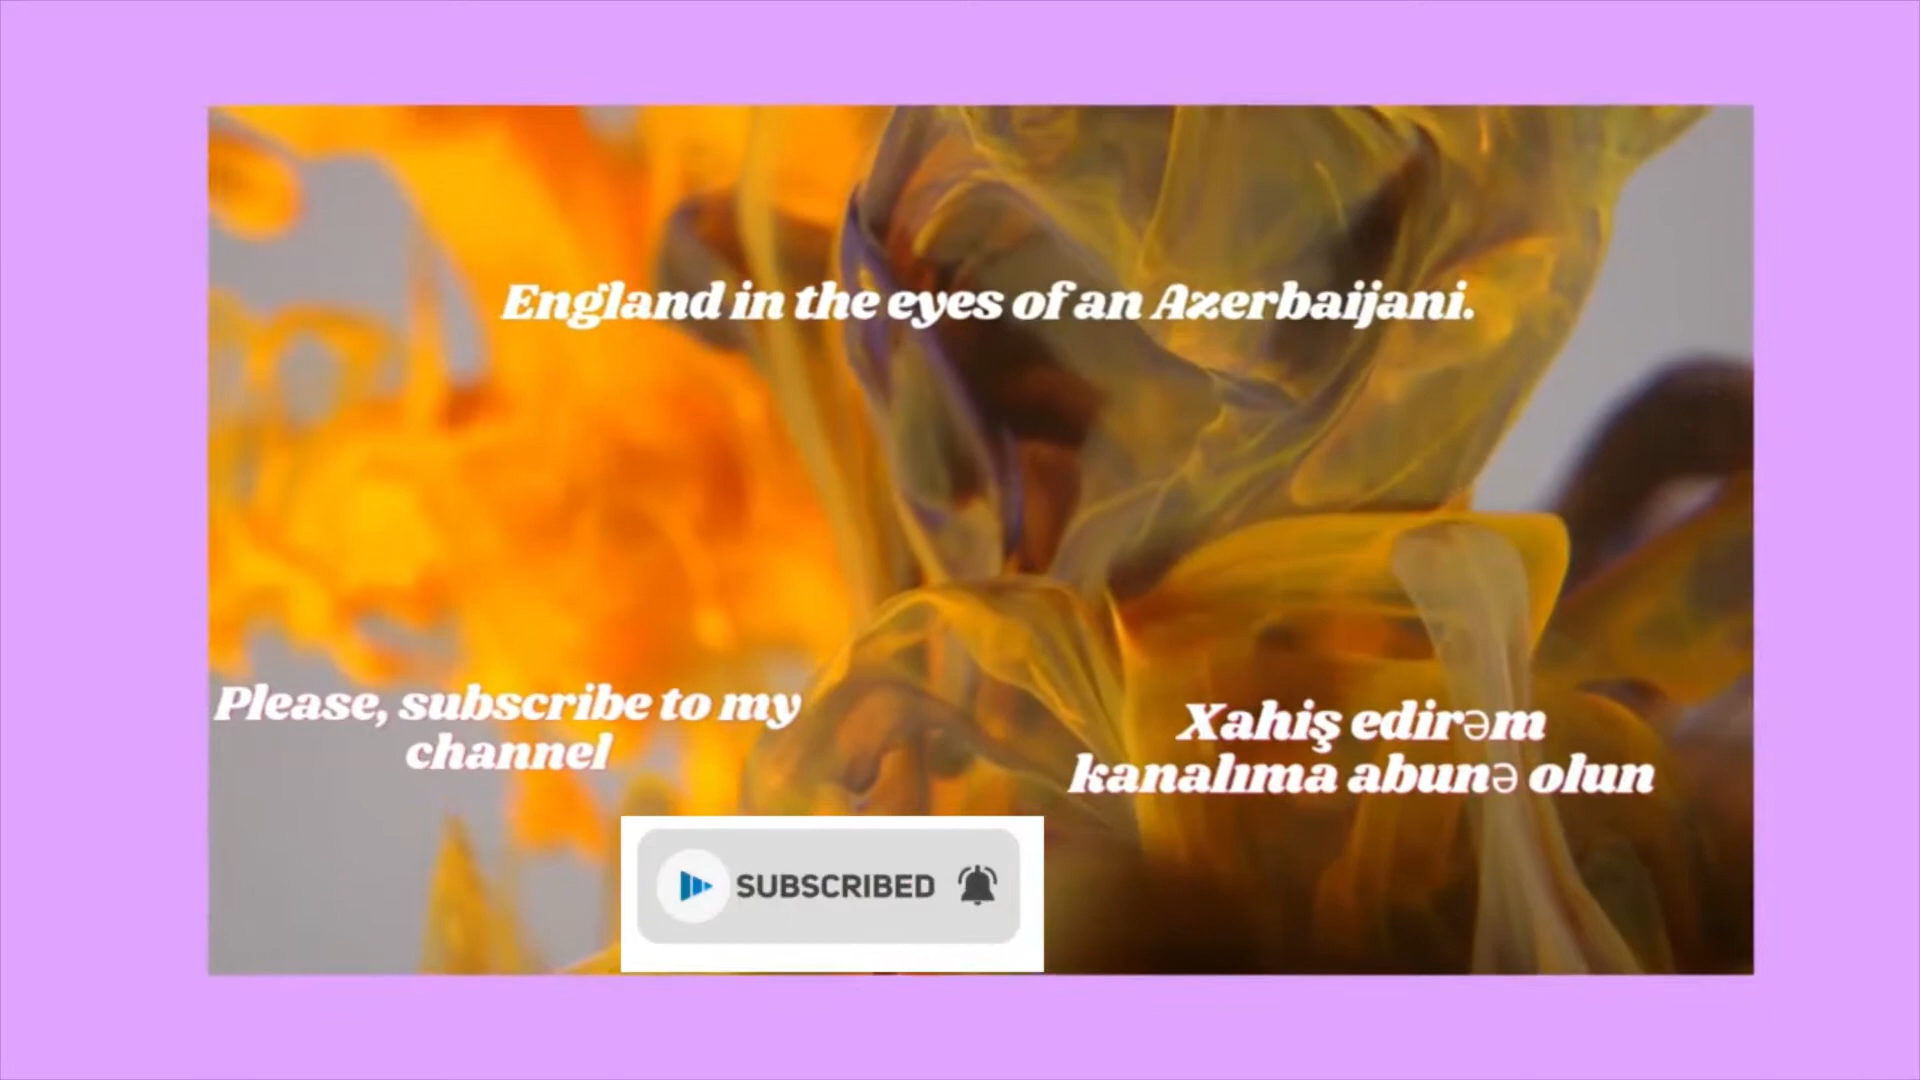 England in the eyes of an Azerbaijani.
Please, subscribe to my
channel
Xahiş edirəm
kanalıma abunə olun
SUBSCRIBED